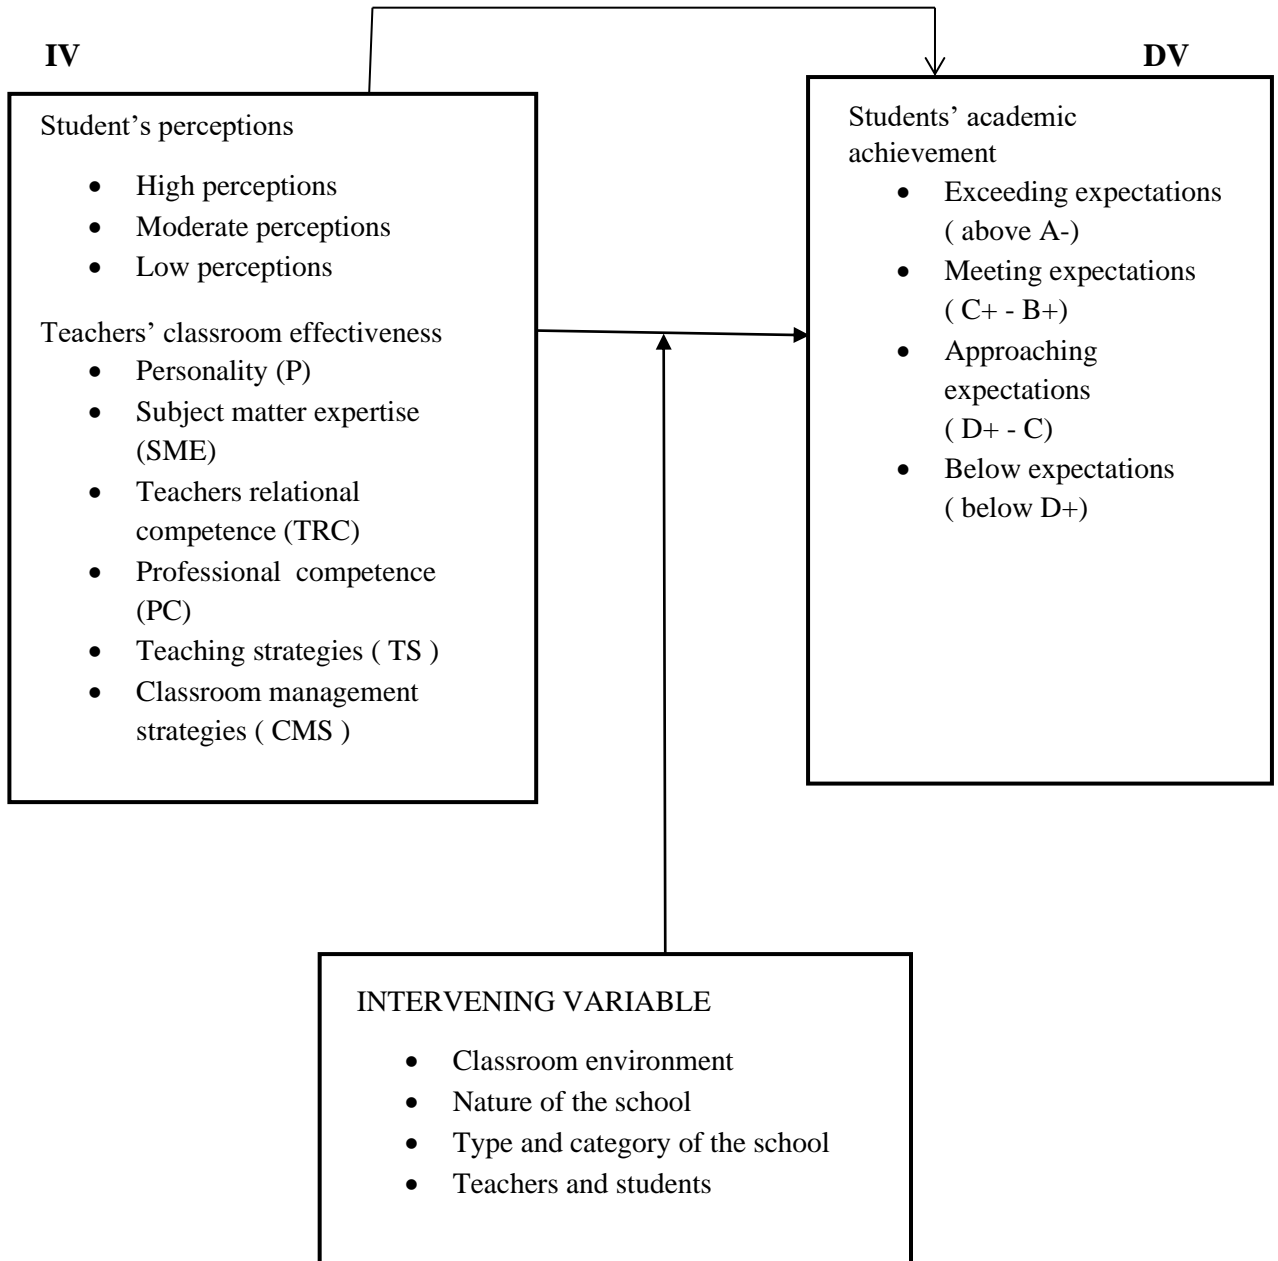 IV
DV
Student’s perceptions
• High perceptions
• Moderate perceptions
• Low perceptions
Teachers’ classroom effectiveness
• Personality (P)
• Subject matter expertise
(SME)
• Teachers relational
competence (TRC)
• Professional  competence
(PC)
• Teaching strategies ( TS )
• Classroom management
strategies ( CMS )
Students’ academic
achievement
• Exceeding expectations
( above A-)
• Meeting expectations
( C+ - B+)
• Approaching
expectations
( D+ - C)
• Below expectations
( below D+)
INTERVENING VARIABLE
• Classroom environment
• Nature of the school
• Type and category of the school
• Teachers and students